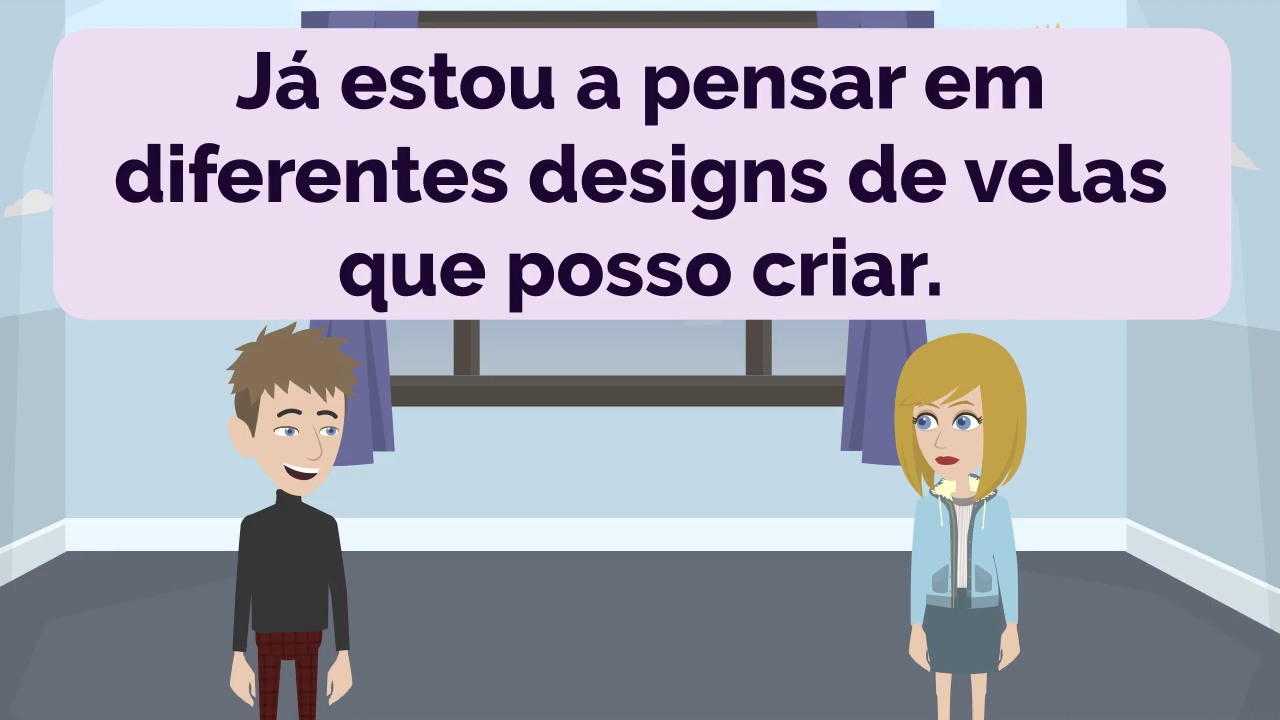 Já estou a pensar em
diferentes designs de velas
que posso criar.